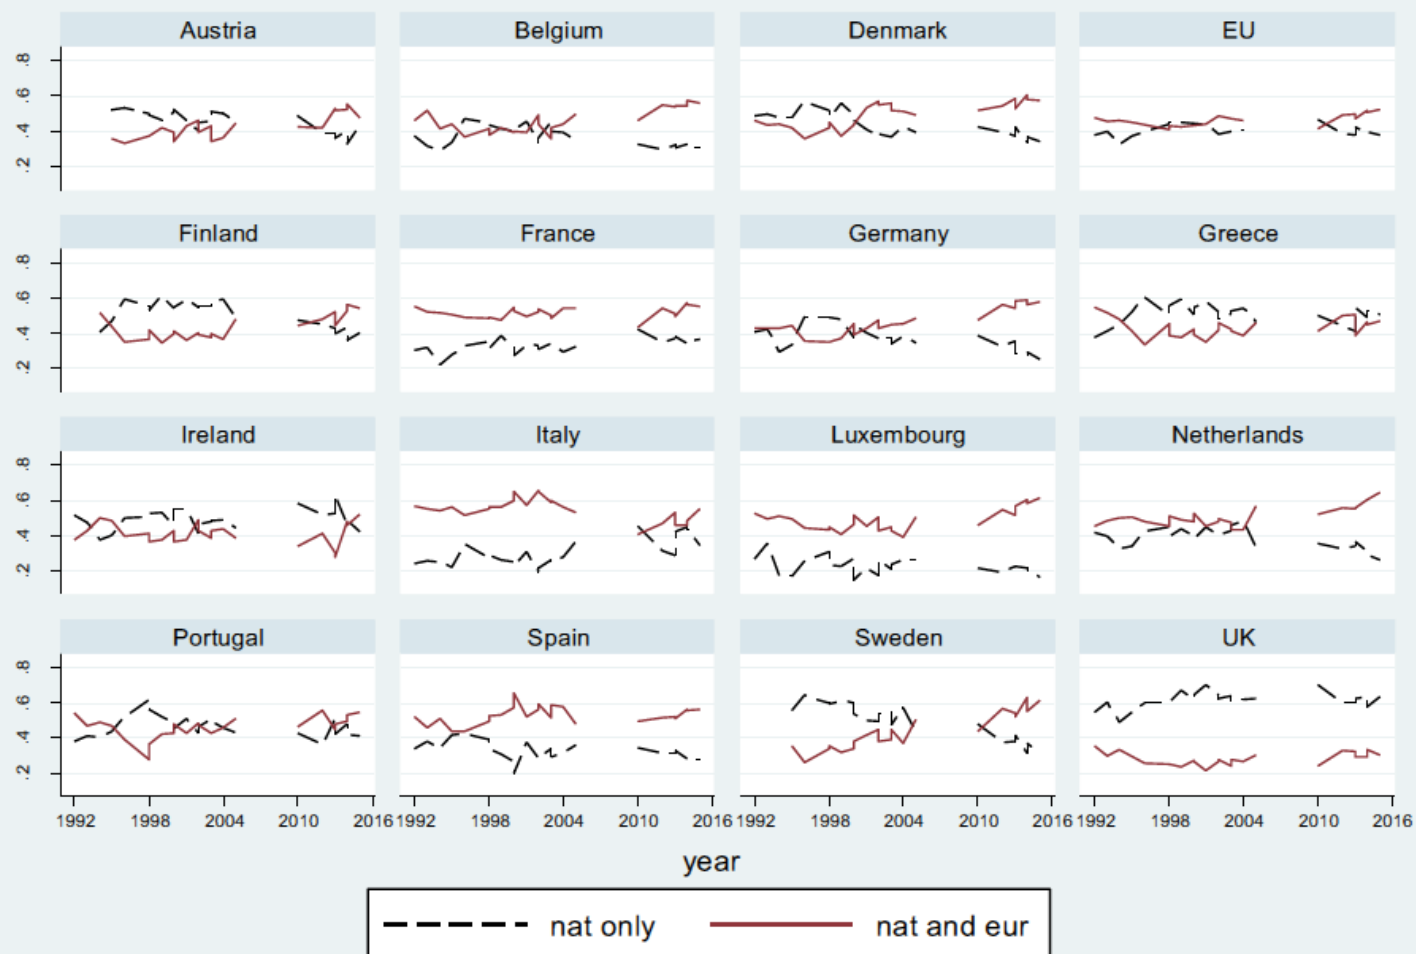 Austria Belgium Denmark EU
.8
.6
.4
.2
Finland France Germany Greece
.8
.6
.4
.2
Ireland Italy Luxembourg Netherlands
.8
.6
.4
.2
Portugal Spain Sweden UK
.8
.6
.4
.2
1992 1998 2004 2010 2016 1992 1998 2004 2010 2016 1992 1998 2004 2010 2016 1992 1998 2004 2010 2016
year
nat only nat and eur